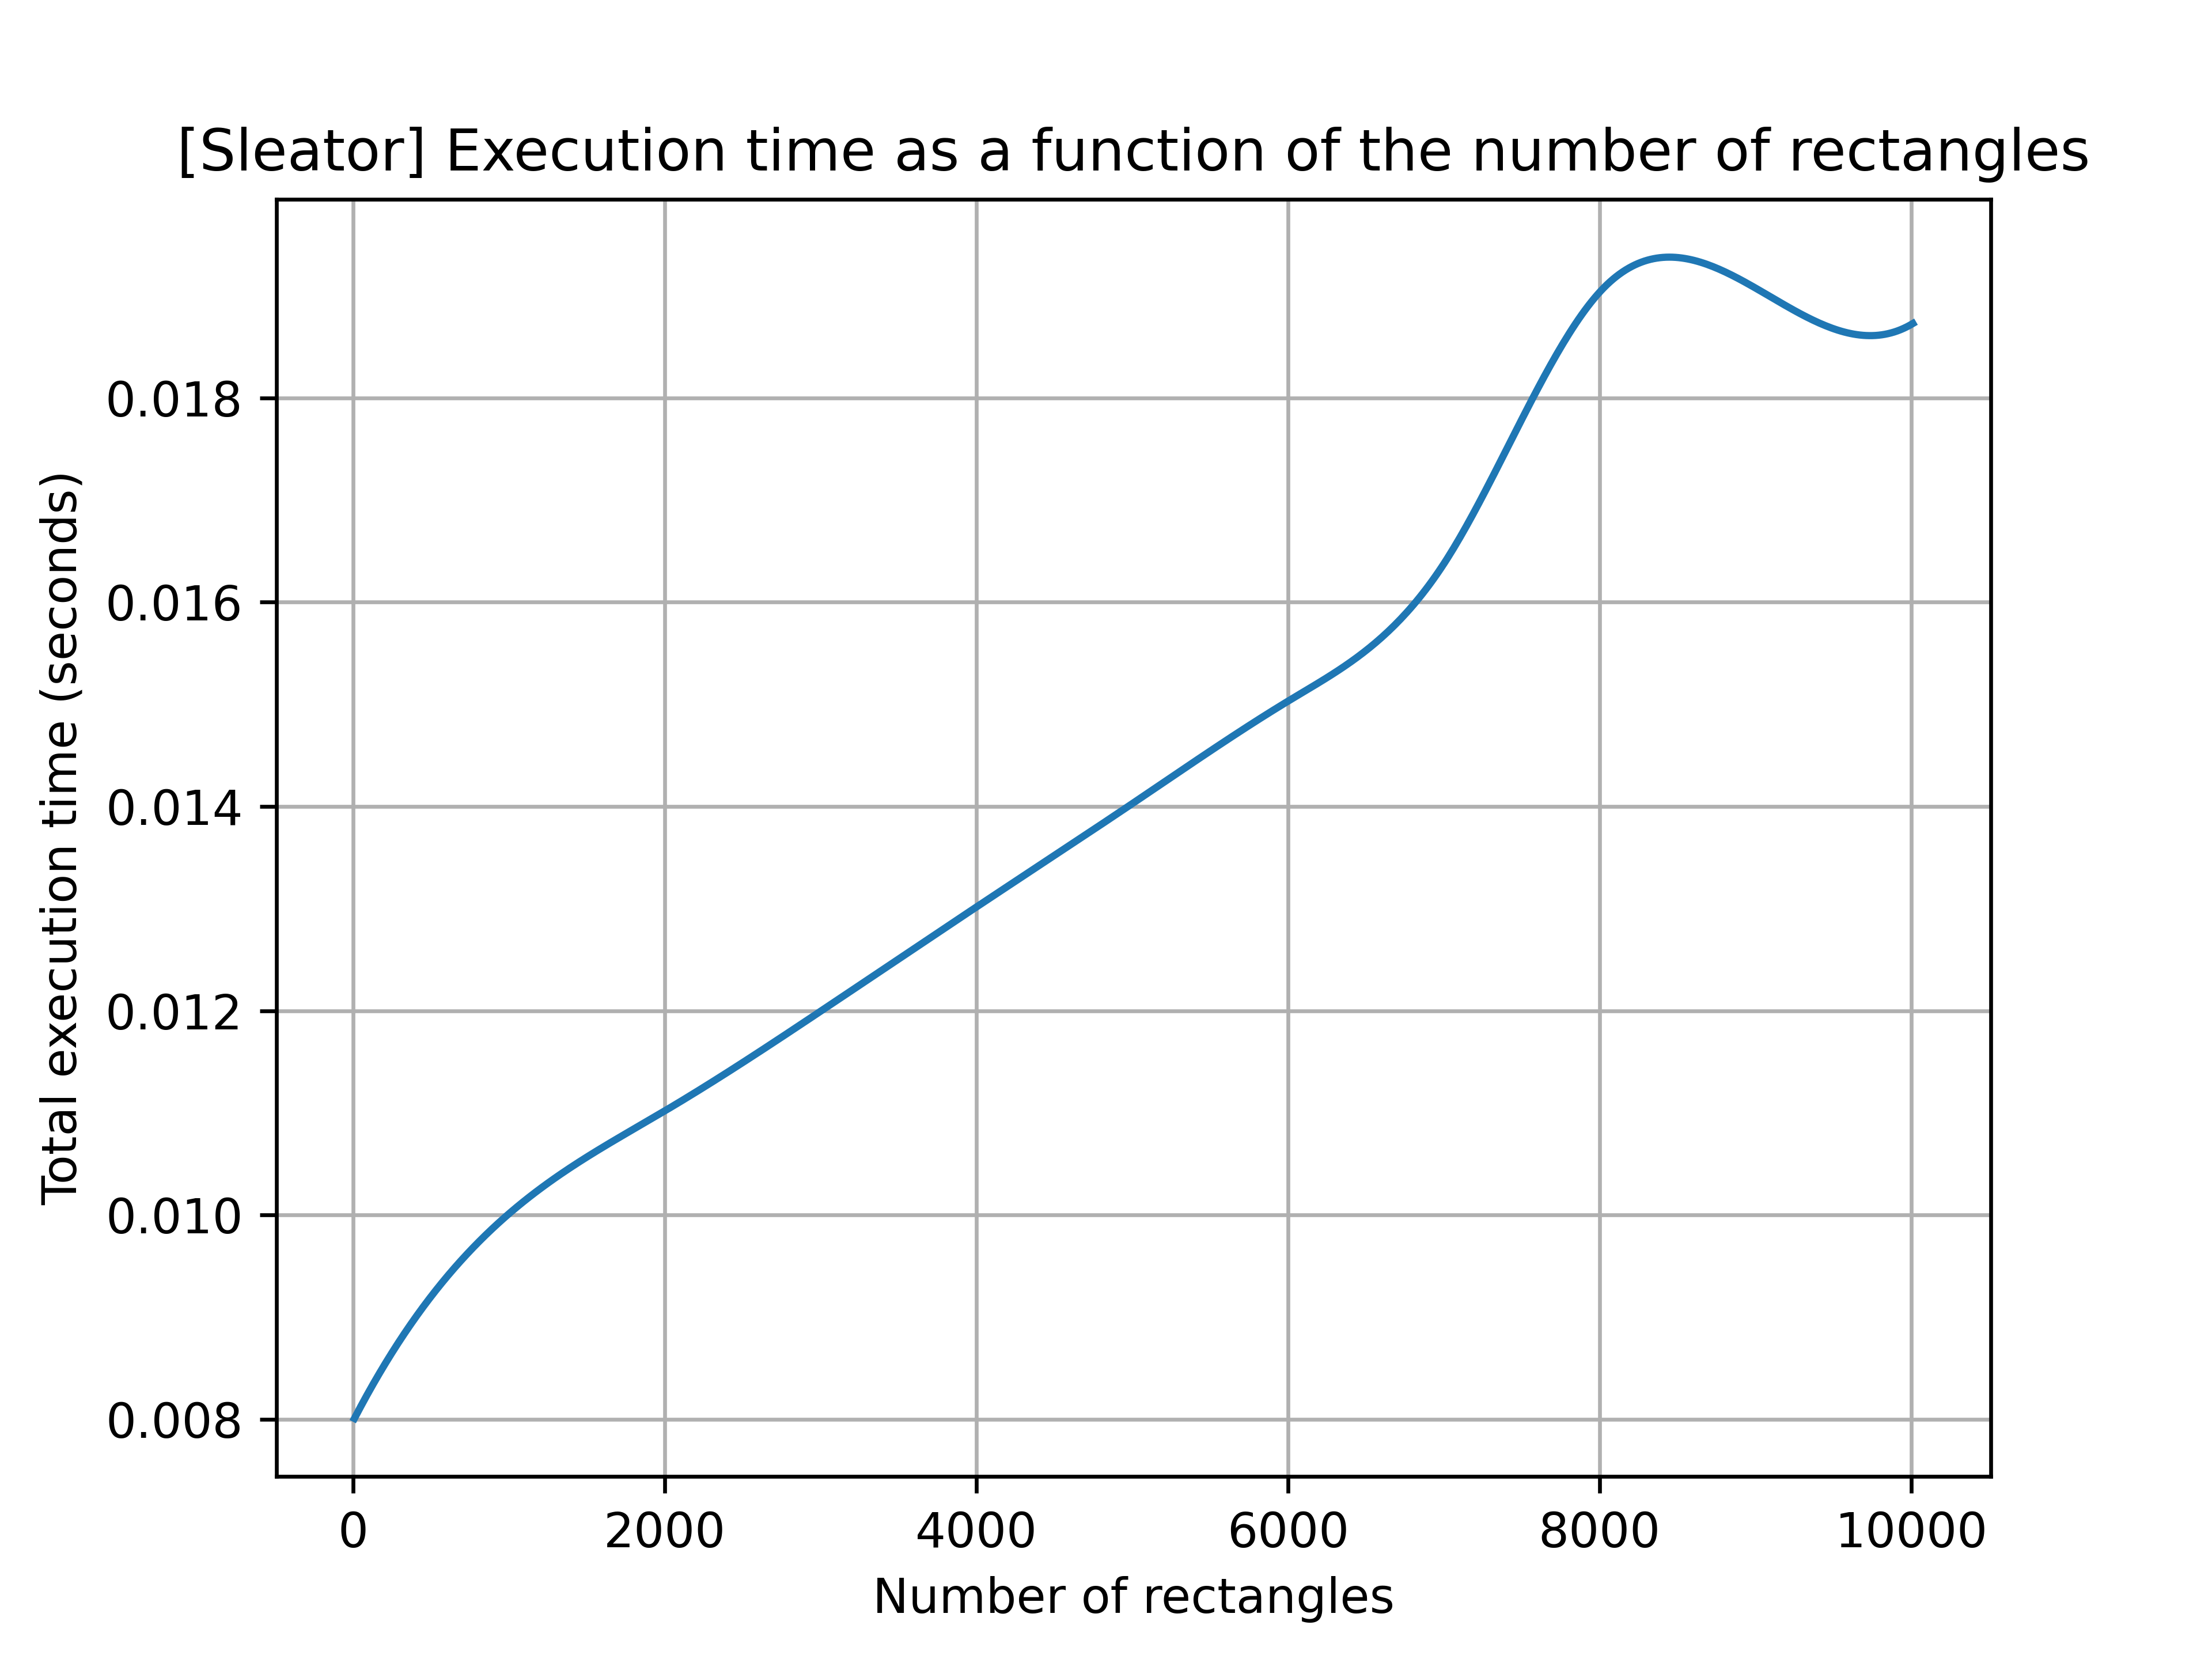 [Sleator] Execution time as a function of the number of rectangles
Total execution time (seconds)
0.018
0.016
0.014
0.012
0.010
0.008
0 2000 4000 6000 8000 10000
Number of rectangles